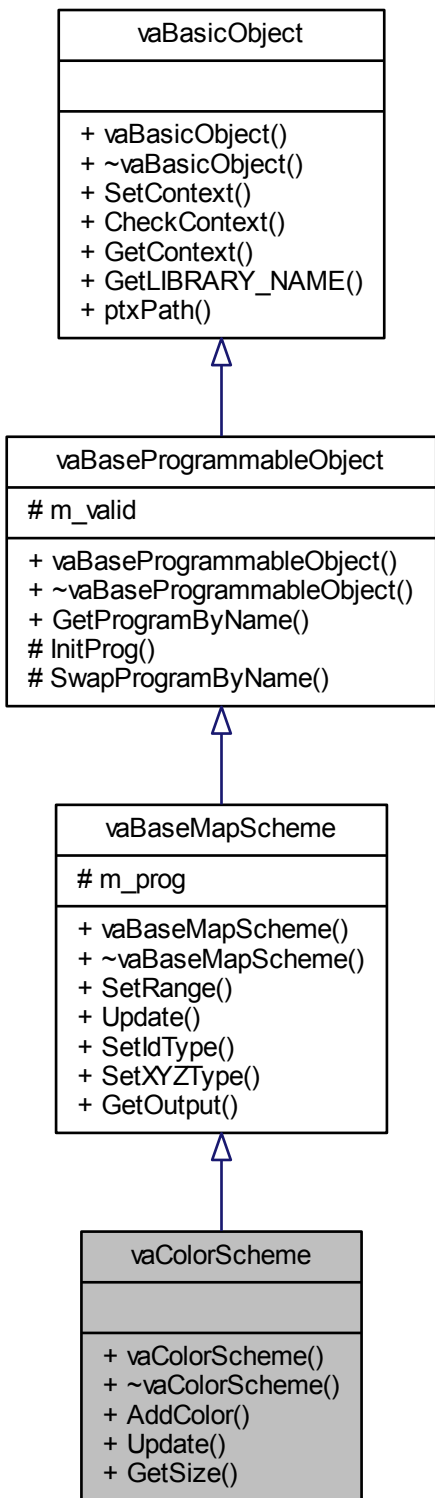 vaBasicObject
+ vaBasicObject()
+ ~vaBasicObject()
+ SetContext()
+ CheckContext()
+ GetContext()
+ GetLIBRARY_NAME()
+ ptxPath()
vaBaseProgrammableObject
# m_valid
+ vaBaseProgrammableObject()
+ ~vaBaseProgrammableObject()
+ GetProgramByName()
# InitProg()
# SwapProgramByName()
vaBaseMapScheme
# m_prog
+ vaBaseMapScheme()
+ ~vaBaseMapScheme()
+ SetRange()
+ Update()
+ SetIdType()
+ SetXYZType()
+ GetOutput()
vaColorScheme
+ vaColorScheme()
+ ~vaColorScheme()
+ AddColor()
+ Update()
+ GetSize()